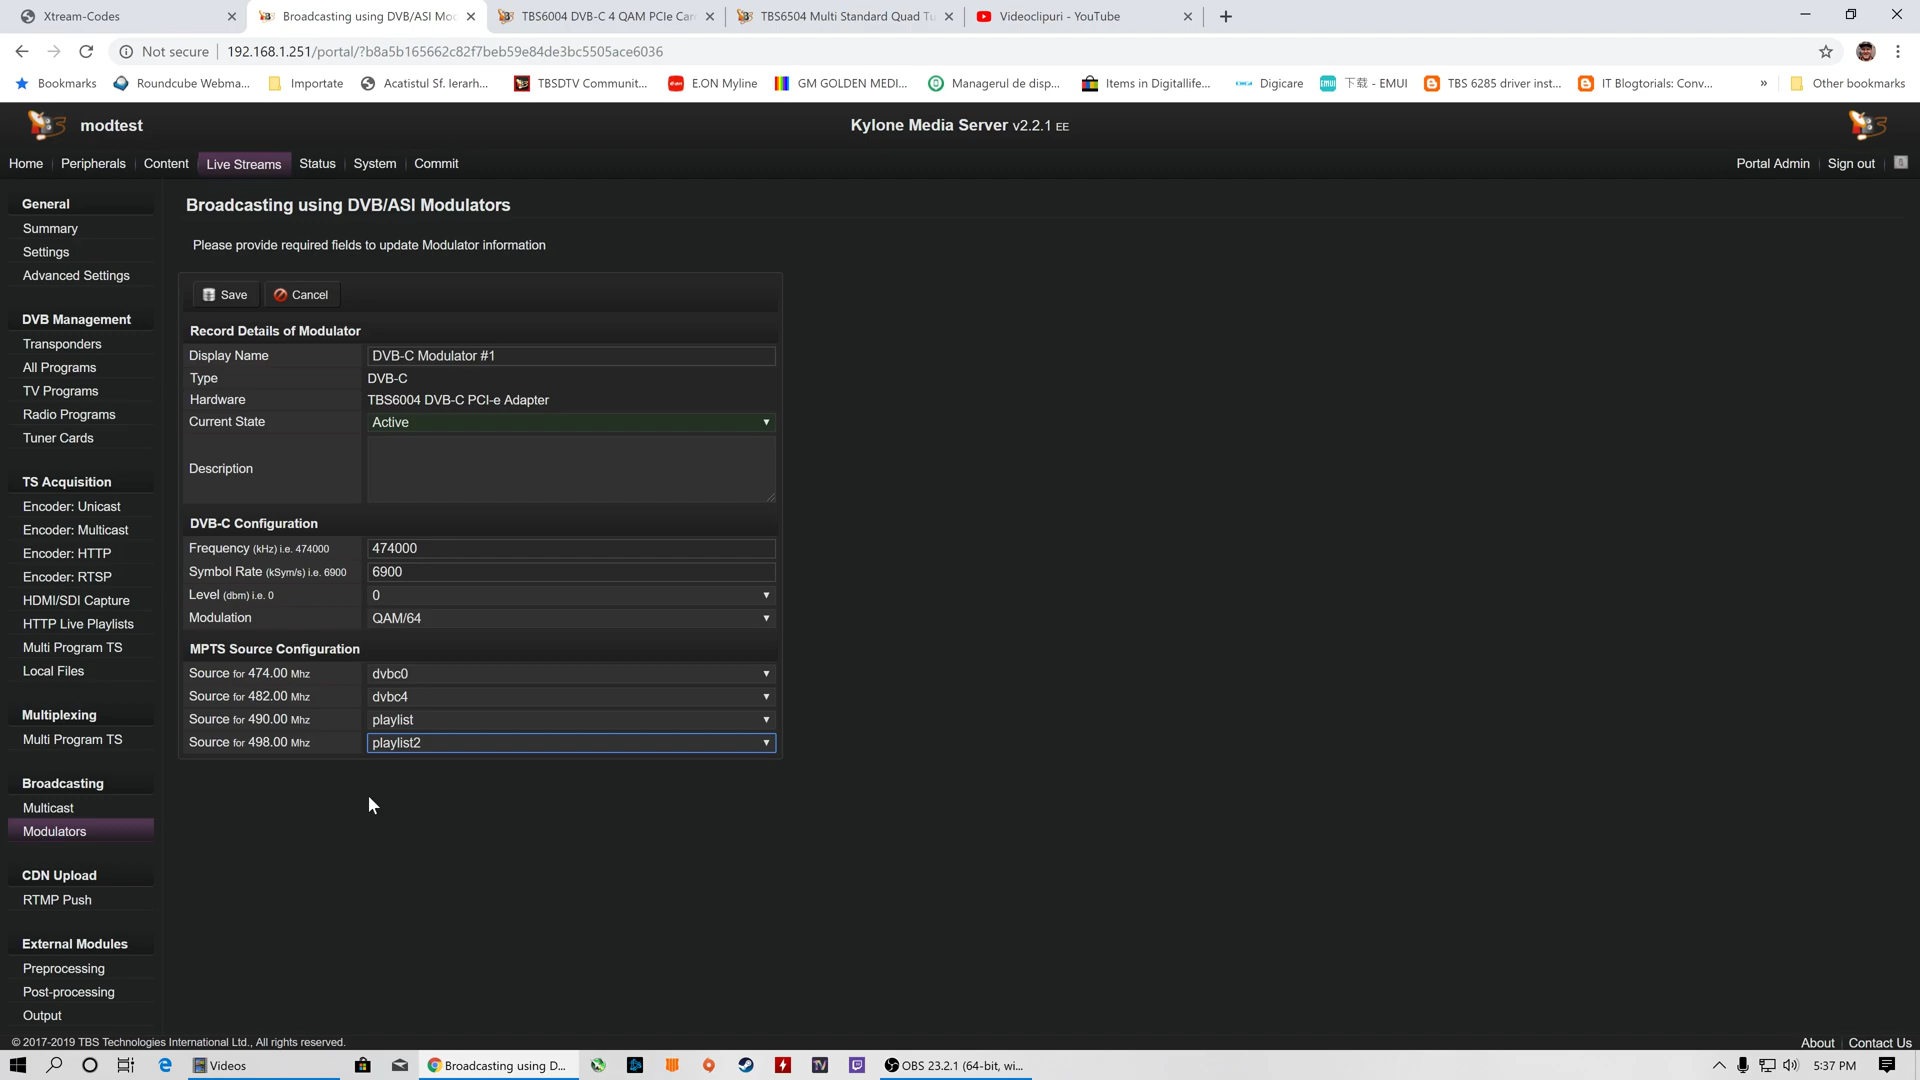 Xtream-Codes
Broadcasting using DVB/ASI Mo
TBS6004 DVB-C 4 QAM PCIe Car
TBS6504 Multi Standard Quad Tu
Videoclipuri - YouTube
Not secure
192.168.1.251/portal/?b8a5b165662c82f7beb59e84de3bc5505ace6036
Bookmarks
Roundcube Webma...
Importate
Acatistul Sf. Ierarh...
TBSDTV Communit...
E.ON Myline
GM GOLDEN MEDI...
Managerul de disp...
Items in Digitallife...
Digicare
下载 - EMUI
TBS 6285 driver inst...
IT Blogtorials: Conv...
»
Other bookmarks
modtest
Kylone Media Server v2.2.1 EE
Home
Peripherals
Content
Live Streams
Status
System
Commit
Portal Admin
Sign out
General
Summary
Settings
Advanced Settings
DVB Management
Transponders
All Programs
TV Programs
Radio Programs
Tuner Cards
TS Acquisition
Encoder: Unicast
Encoder: Multicast
Encoder: HTTP
Encoder: RTSP
HDMI/SDI Capture
HTTP Live Playlists
Multi Program TS
Local Files
Multiplexing
Multi Program TS
Broadcasting
Multicast
Modulators
CDN Upload
RTMP Push
External Modules
Preprocessing
Post-processing
Output
Broadcasting using DVB/ASI Modulators
Please provide required fields to update Modulator information
Save
Cancel
Record Details of Modulator
Display Name DVB-C Modulator #1
Type DVB-C
Hardware TBS6004 DVB-C PCI-e Adapter
Current State Active
Description
DVB-C Configuration
Frequency (kHz) i.e. 474000 474000
Symbol Rate (kSym/s) i.e. 6900 6900
Level (dbm) i.e. 0 0
Modulation QAM/64
MPTS Source Configuration
Source for 474.00 Mhz dvbc0
Source for 482.00 Mhz dvbc4
Source for 490.00 Mhz playlist
Source for 498.00 Mhz playlist2
© 2017-2019 TBS Technologies International Ltd., All rights reserved.
About
Contact Us
Videos
Broadcasting using D...
OBS 23.2.1 (64-bit, wi...
5:37 PM